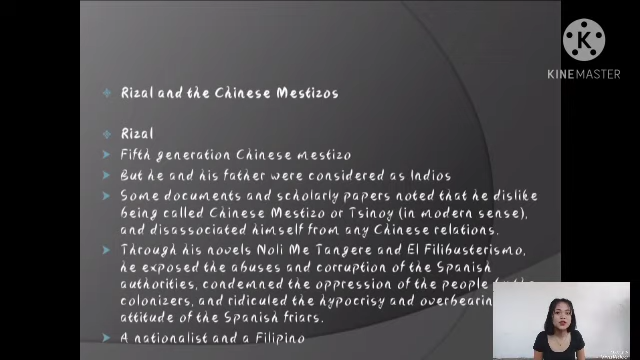 KINEMASTER
Rizal and the Chinese Mestizos
Rizal
Fifth generation Chinese mestizo
But he and his father were considered as Indios
Some documents and scholarly papers noted that he dislike
being called Chinese Mestizo or Tsinoy (in modern sense),
and disassociated himself from any Chinese relations.
Through his novels Noli Me Tangere and El Filibusterismo,
he exposed the abuses and corruption of the Spanish
authorities, condemned the oppression of the people
colonizers, and ridiculed the hypocrisy and
attitude of the Spanish friars.
A nationalist and a Filipino